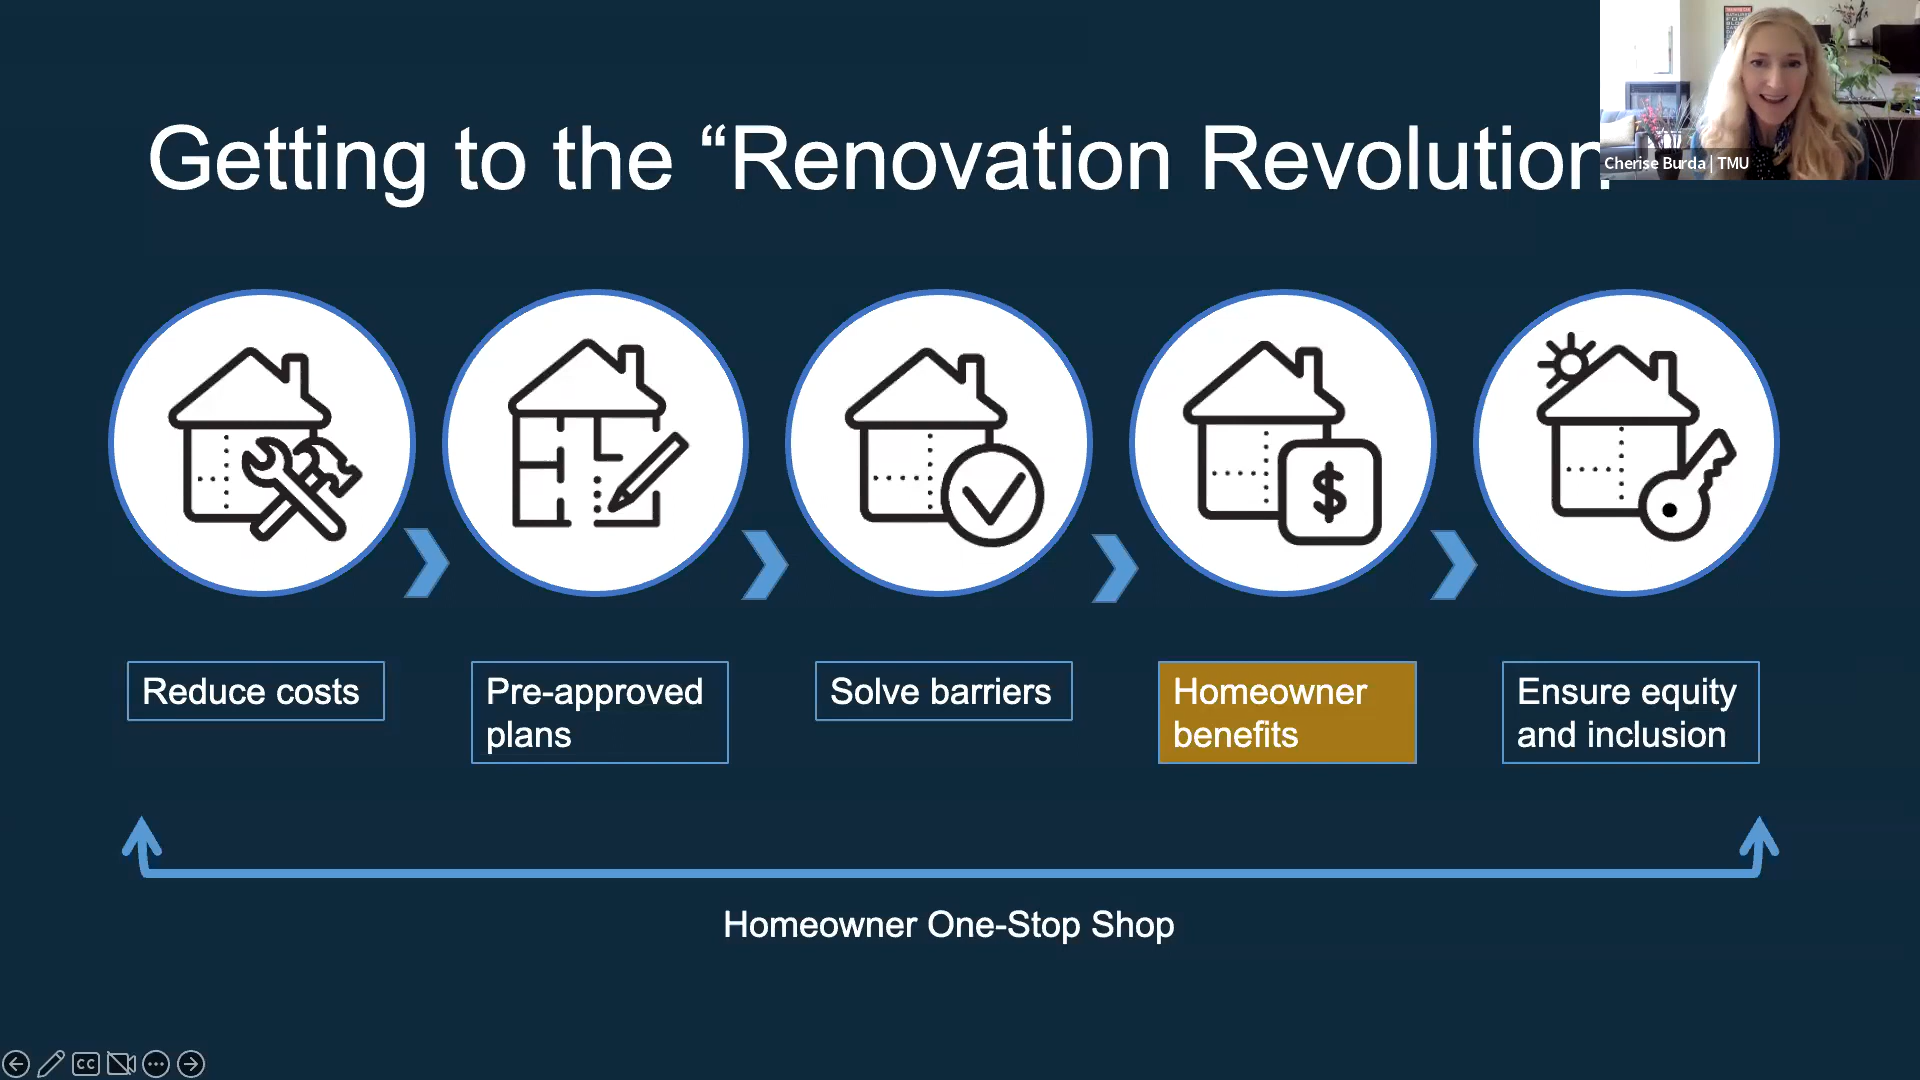 Getting to the “Renovation Revolution
Cherise Burda | TMU
$
Reduce costs
Pre-approved
plans
Solve barriers
Homeowner
benefits
Ensure equity
and inclusion
Homeowner One-Stop Shop
CC